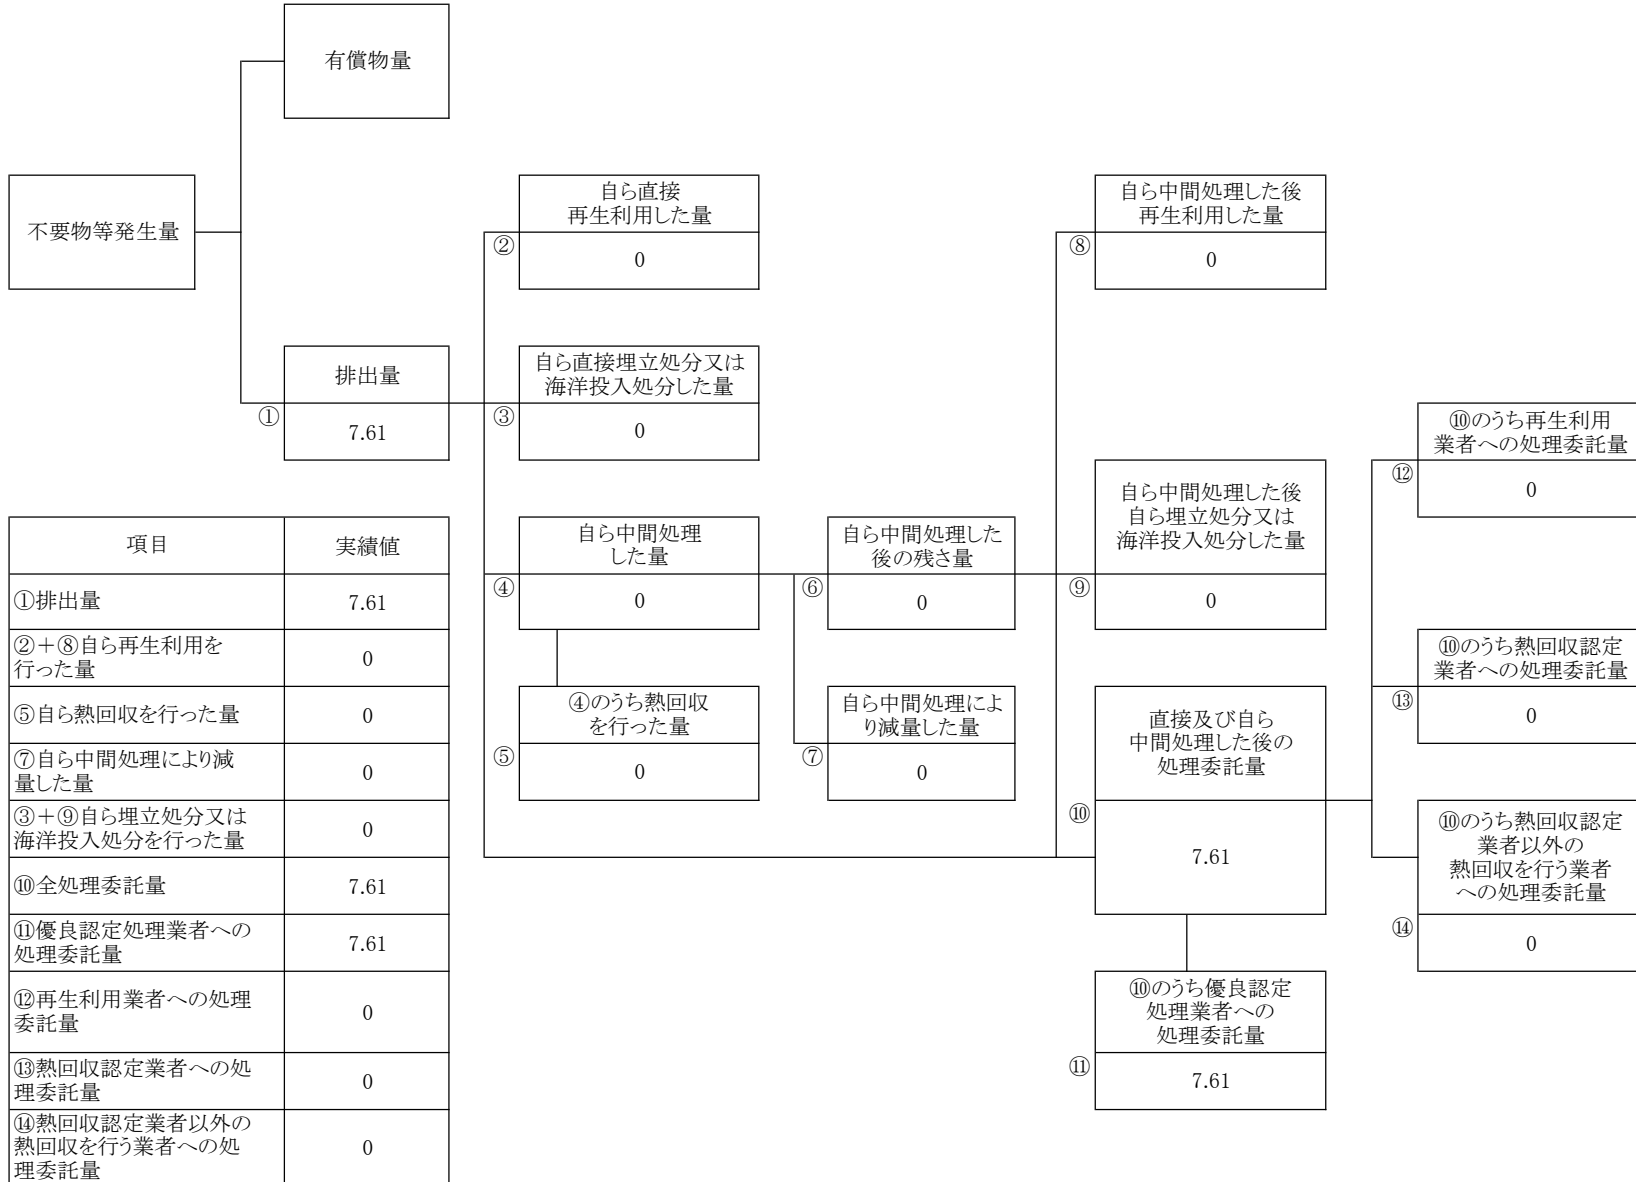 有償物量
不要物等発生量
自ら直接
再生利用した量
②
0
自ら中間処理した後
再生利用した量
⑧
0
排出量
①
7.61
自ら直接埋立処分又は
海洋投入処分した量
③
0
⑩のうち再生利用
業者への処理委託量
⑫
0
自ら中間処理
した量
④
0
自ら中間処理した
後の残さ量
⑥
0
自ら中間処理した後
自ら埋立処分又は
海洋投入処分した量
⑨
0
⑩のうち熱回収認定
業者への処理委託量
⑬
0
④のうち熱回収
を行った量
⑤
0
自ら中間処理によ
り減量した量
⑦
0
直接及び自ら
中間処理した後の
処理委託量
⑩
7.61
⑩のうち熱回収認定
業者以外の
熱回収を行う業者
への処理委託量
⑭
0
⑩のうち優良認定
処理業者への
処理委託量
⑪
7.61
項目 実績値
①排出量 7.61
②+⑧自ら再生利用を
行った量 0
⑤自ら熱回収を行った量 0
⑦自ら中間処理により減
量した量 0
③+⑨自ら埋立処分又は
海洋投入処分を行った量 0
⑩全処理委託量 7.61
⑪優良認定処理業者への
処理委託量 7.61
⑫再生利用業者への処理
委託量 0
⑬熱回収認定業者への処
理委託量 0
⑭熱回収認定業者以外の
熱回収を行う業者への処
理委託量 0